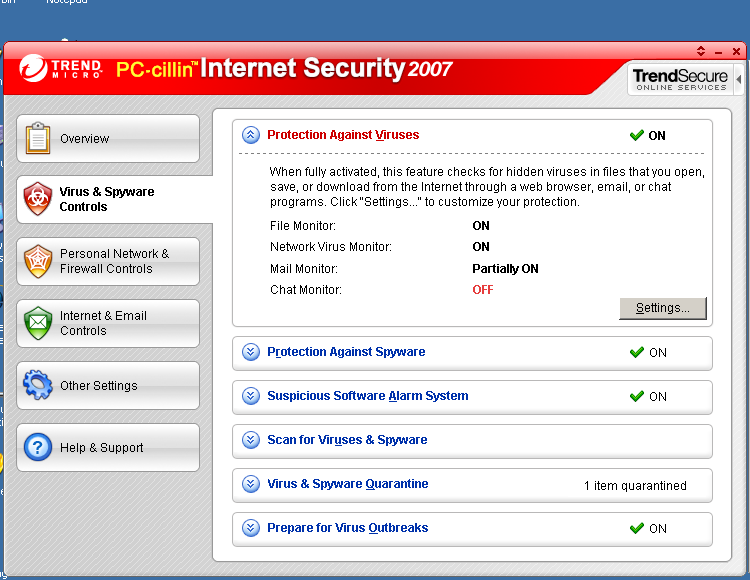 Notepad
TREND MICRO PC-cillin™ Internet Security 2007
TrendSecure
ONLINE SERVICES
Overview
Virus & Spyware
Controls
Personal Network &
Firewall Controls
Internet & Email
Controls
Other Settings
Help & Support
Protection Against Viruses ON
When fully activated, this feature checks for hidden viruses in files that you open,
save, or download from the Internet through a web browser, email, or chat
programs. Click "Settings..." to customize your protection.
File Monitor: ON
Network Virus Monitor: ON
Mail Monitor: Partially ON
Chat Monitor: OFF
Settings...
Protection Against Spyware ON
Suspicious Software Alarm System ON
Scan for Viruses & Spyware
Virus & Spyware Quarantine 1 item quarantined
Prepare for Virus Outbreaks ON